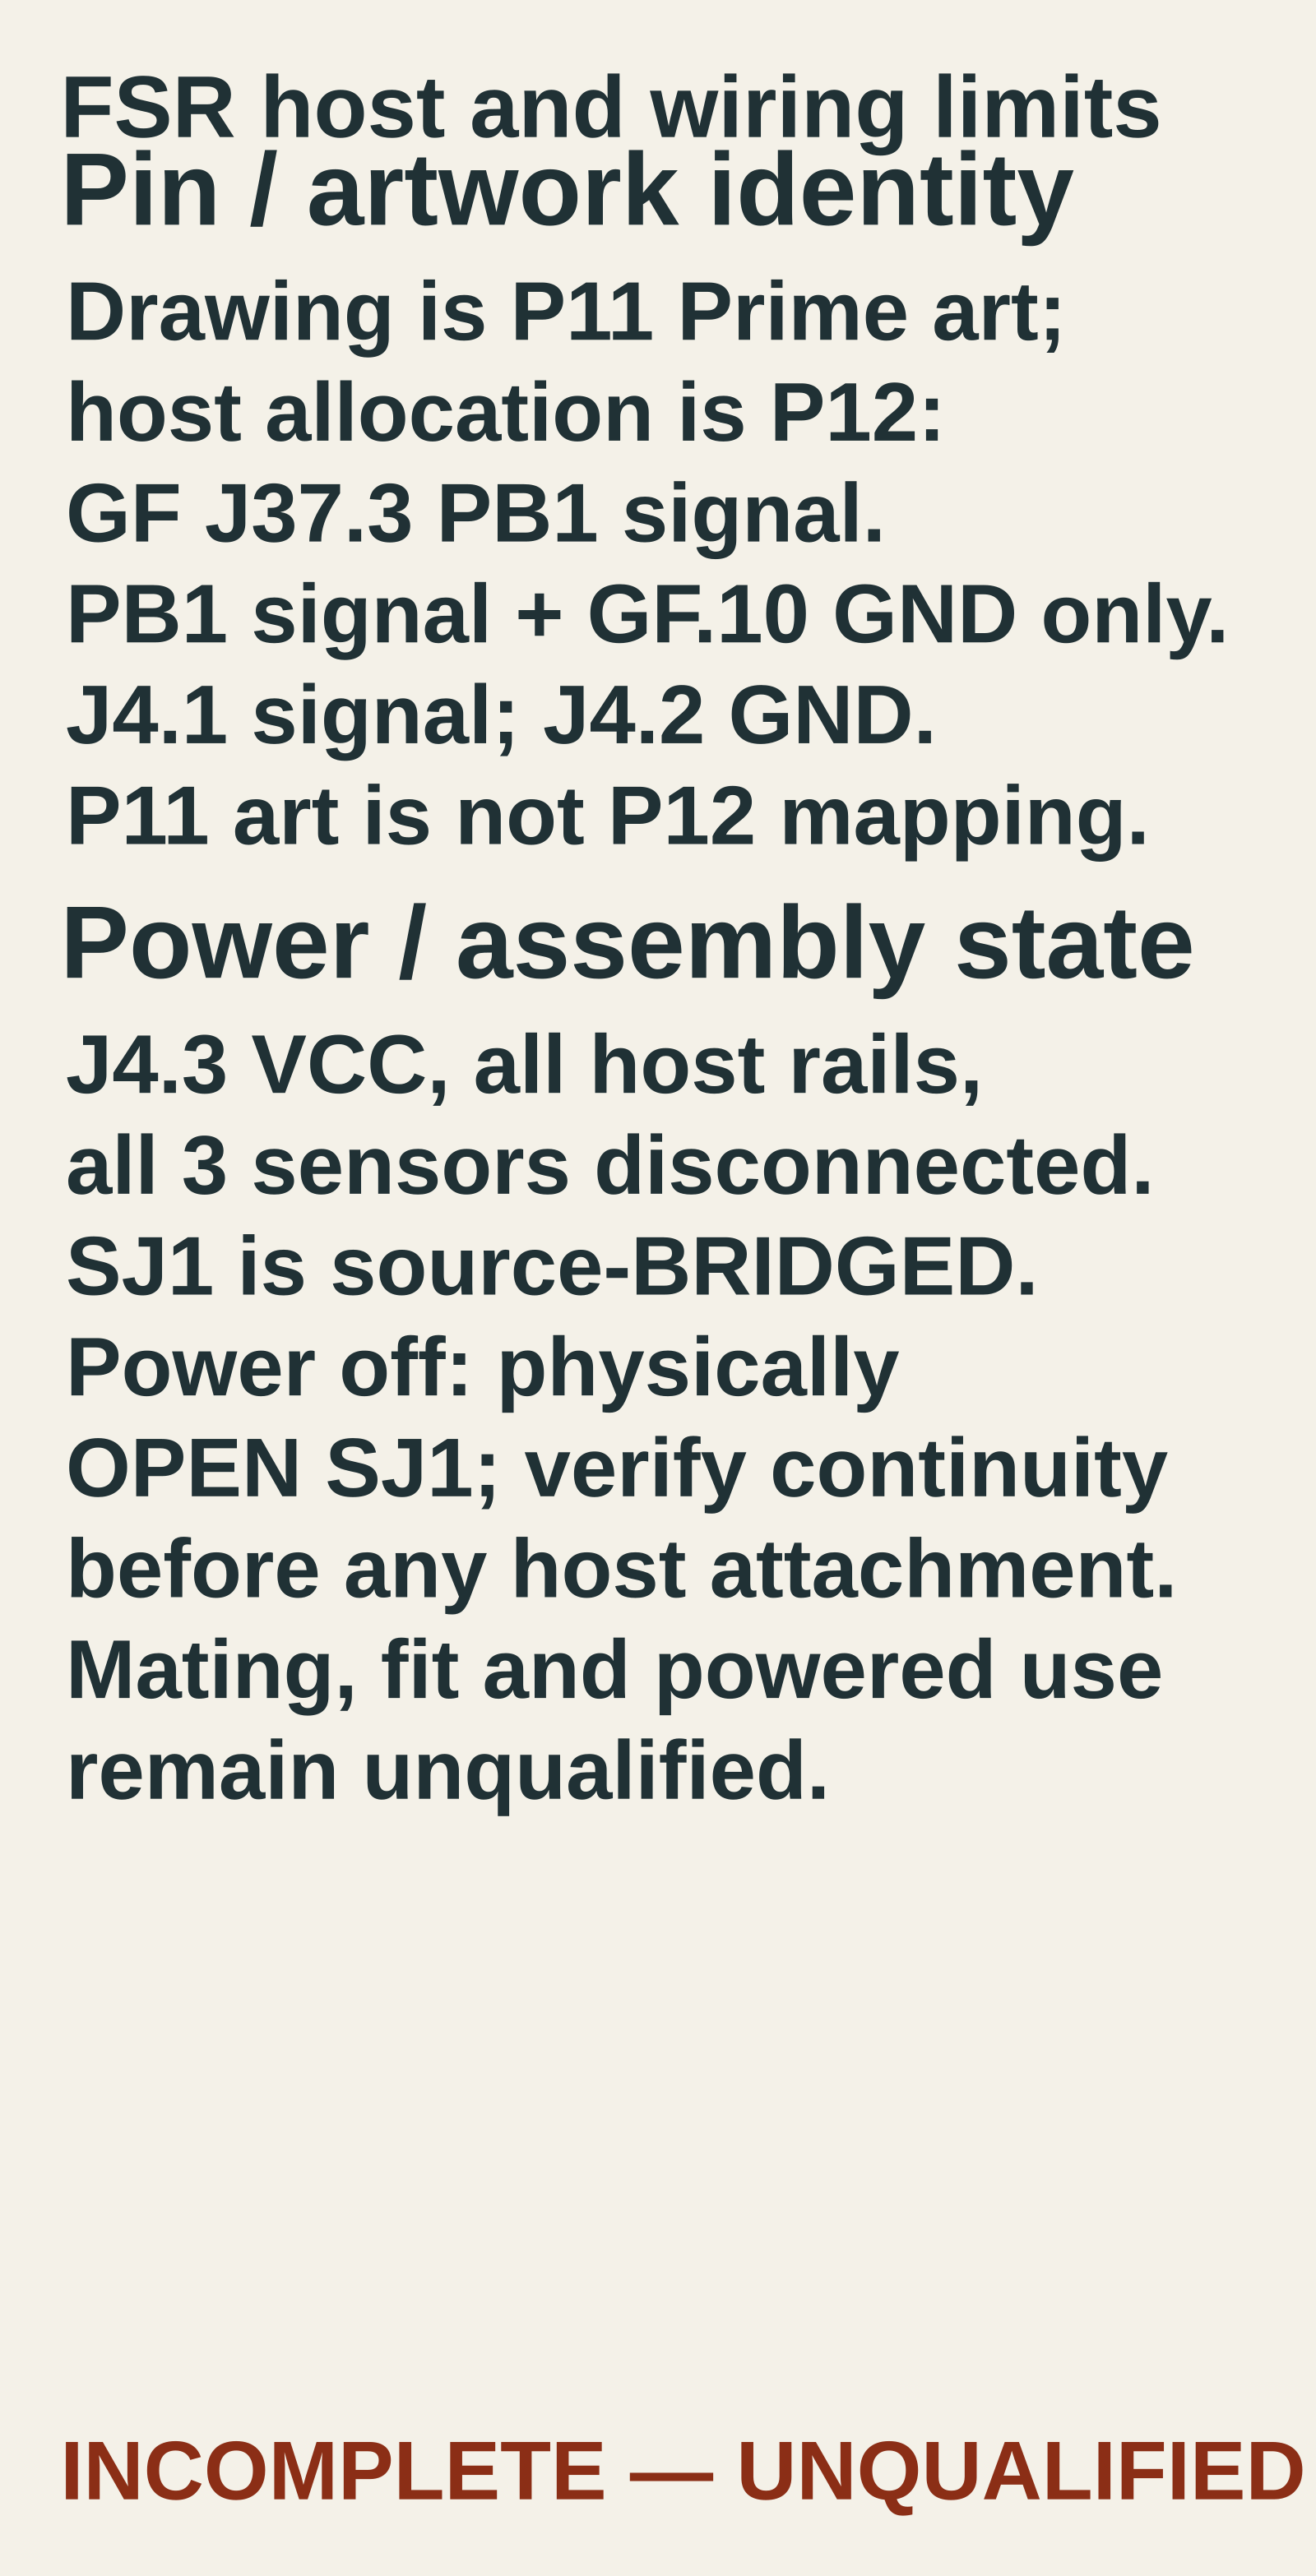 FSR host and wiring limits
Pin / artwork identity
Drawing is P11 Prime art;
host allocation is P12:
GF J37.3 PB1 signal.
PB1 signal + GF.10 GND only.
J4.1 signal; J4.2 GND.
P11 art is not P12 mapping.
Power / assembly state
J4.3 VCC, all host rails,
all 3 sensors disconnected.
SJ1 is source-BRIDGED.
Power off: physically
OPEN SJ1; verify continuity
before any host attachment.
Mating, fit and powered use
remain unqualified.
INCOMPLETE — UNQUALIFIED